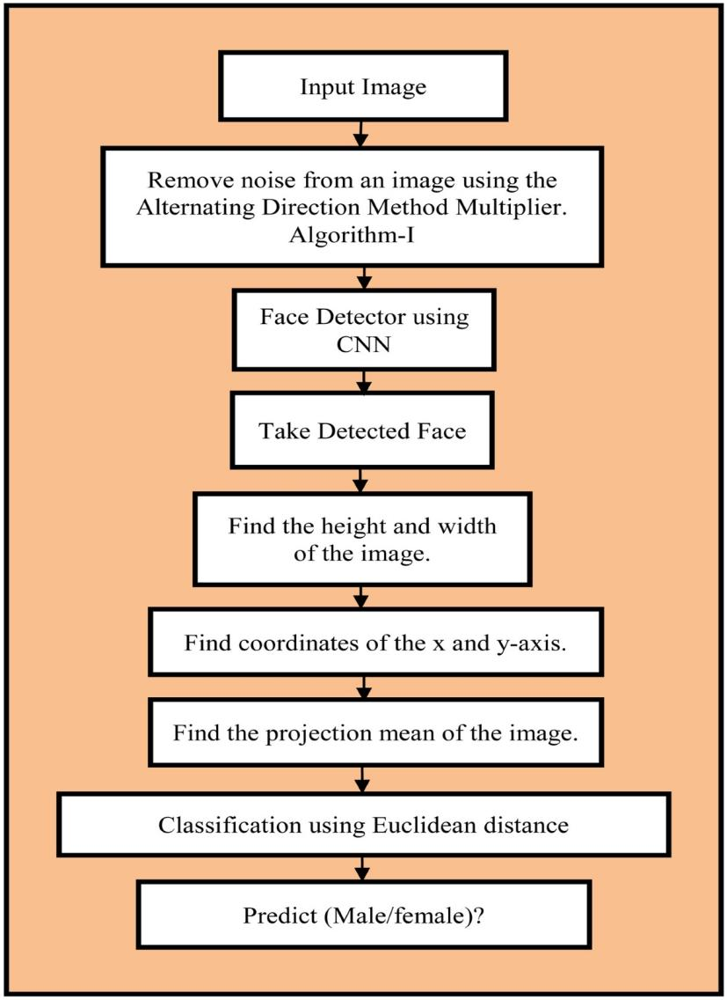 Input Image
Remove noise from an image using the
Alternating Direction Method Multiplier.
Algorithm-I
Face Detector using
CNN
Take Detected Face
Find the height and width
of the image.
Find coordinates of the x and y-axis.
Find the projection mean of the image.
Classification using Euclidean distance
Predict (Male/female)?